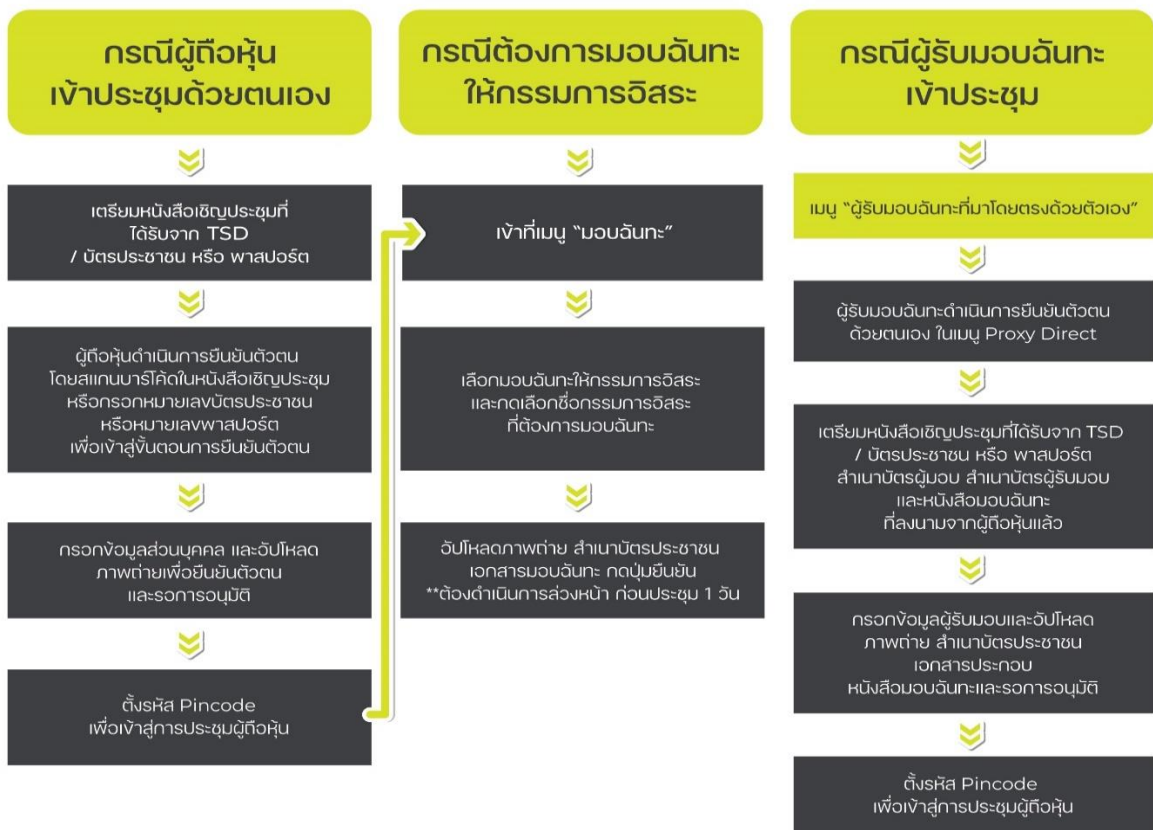 กรณีผู้ถือหุ้น
เข้าประชุมด้วยตนเอง
เตรียมหนังสือเชิญประชุมที่
ได้รับจาก TSD
/ บัตรประชาชน หรือ พาสปอร์ต
ผู้ถือหุ้นดำเนินการยืนยันตัวตน
โดยสแกนบาร์โค้ดในหนังสือเชิญประชุม
หรือกรอกหมายเลขบัตรประชาชน
หรือหมายเลขพาสปอร์ต
เพื่อเข้าสู่ขั้นตอนการยืนยันตัวตน
กรอกข้อมูลส่วนบุคคล และอัปโหลด
ภาพถ่ายเพื่อยืนยันตัวตน
และรอการอนุมัติ
ตั้งรหัส Pincode
เพื่อเข้าสู่การประชุมผู้ถือหุ้น
กรณีต้องการมอบฉันทะ
ให้กรรมการอิสระ
เข้าที่เมนู “มอบฉันทะ”
เลือกมอบฉันทะให้กรรมการอิสระ
และกดเลือกชื่อกรรมการอิสระ
ที่ต้องการมอบฉันทะ
อัปโหลดภาพถ่าย สำเนาบัตรประชาชน
เอกสารมอบฉันทะ กดปุ่มยืนยัน
**ต้องดำเนินการล่วงหน้า ก่อนประชุม 1 วัน
กรณีผู้รับมอบฉันทะ
เข้าประชุม
เมนู “ผู้รับมอบฉันทะที่มาโดยตรงด้วยตัวเอง”
ผู้รับมอบฉันทะดำเนินการยืนยันตัวตน
ด้วยตนเอง ในเมนู Proxy Direct
เตรียมหนังสือเชิญประชุมที่ได้รับจาก TSD
/ บัตรประชาชน หรือ พาสปอร์ต
สำเนาบัตรผู้มอบ สำเนาบัตรผู้รับมอบ
และหนังสือมอบฉันทะ
ที่ลงนามจากผู้ถือหุ้นแล้ว
กรอกข้อมูลผู้รับมอบและอัปโหลด
ภาพถ่าย สำเนาบัตรประชาชน
เอกสารประกอบ
หนังสือมอบฉันทะและรอการอนุมัติ
ตั้งรหัส Pincode
เพื่อเข้าสู่การประชุมผู้ถือหุ้น